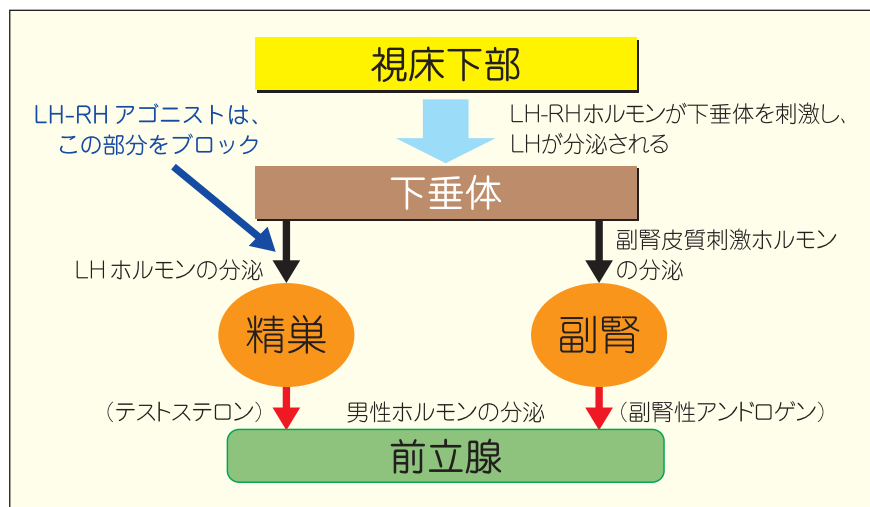 視床下部
LH-RH アゴニストは、
この部分をブロック
LH-RHホルモンが下垂体を刺激し、
LHが分泌される
下垂体
LH ホルモンの分泌
副腎皮質刺激ホルモン
の分泌
精巣
副腎
（テストステロン）
男性ホルモンの分泌
（副腎性アンドロゲン）
前立腺